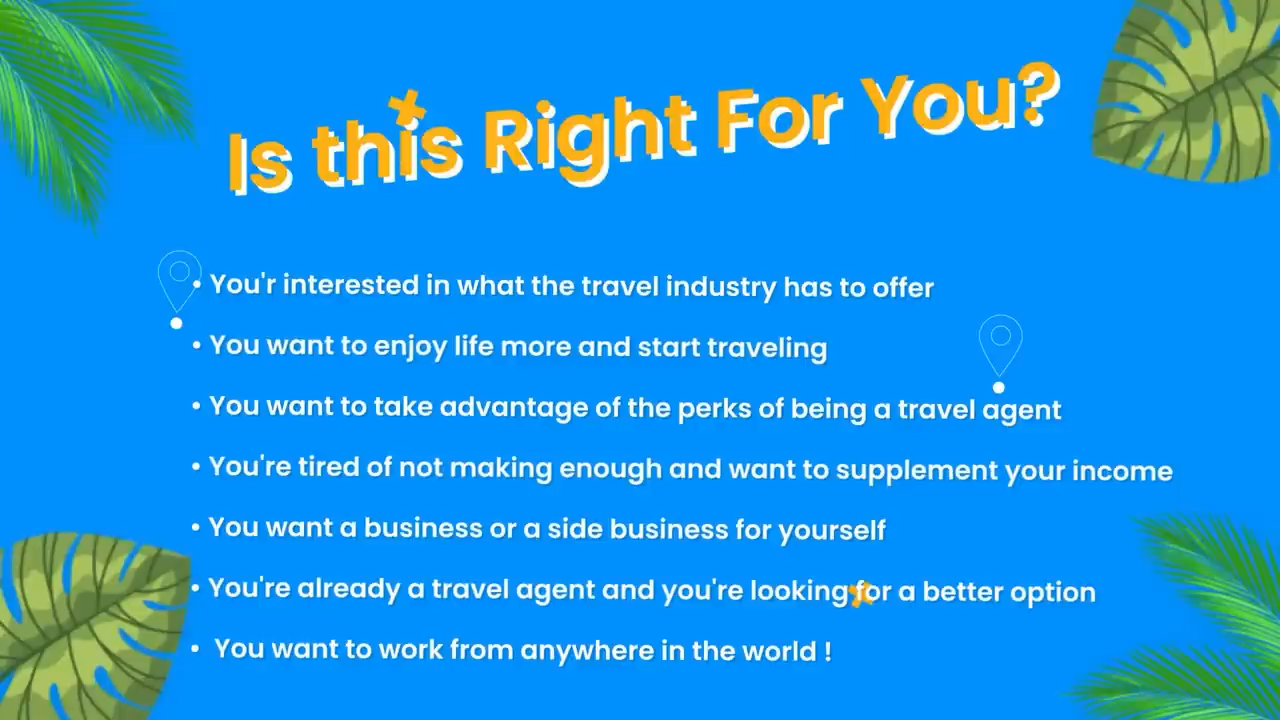 Is this Right For You?
• You'r interested in what the travel industry has to offer
• You want to enjoy life more and start traveling
• You want to take advantage of the perks of being a travel agent
• You're tired of not making enough and want to supplement your income
• You want a business or a side business for yourself
• You're already a travel agent and you're looking for a better option
• You want to work from anywhere in the world !